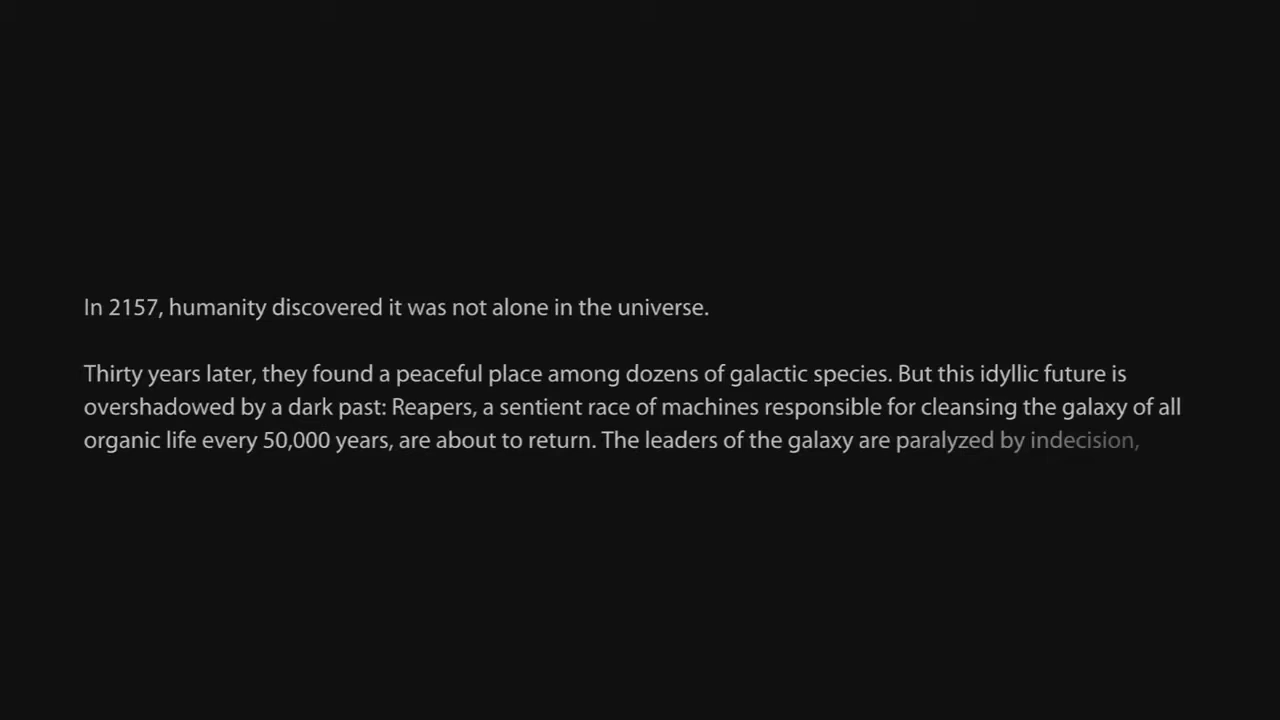 In 2157, humanity discovered it was not alone in the universe.
Thirty years later, they found a peaceful place among dozens of galactic species. But this idyllic future is
overshadowed by a dark past: Reapers, a sentient race of machines responsible for cleansing the galaxy of all
organic life every 50,000 years, are about to return. The leaders of the galaxy are paralyzed by indecision,